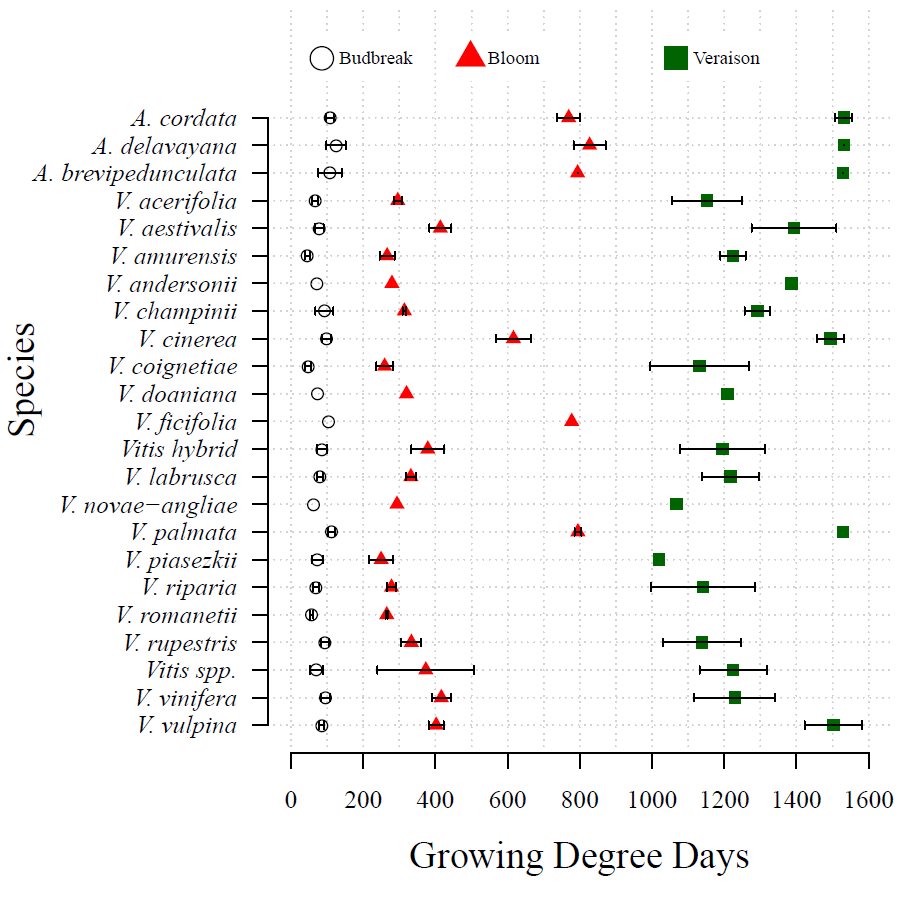 Budbreak Bloom Veraison
A. cordata
A. delavayana
A. brevipedunculata
V. acerifolia
V. aestivalis
V. amurensis
V. andersonii
V. champinii
V. cinerea
V. coignetiae
V. doaniana
V. ficifolia
Vitis hybrid
V. labrusca
V. novae−angliae
V. palmata
V. piasezkii
V. riparia
V. romanetii
V. rupestris
Vitis spp.
V. vinifera
V. vulpina
Species
0 200 400 600 800 1000 1200 1400 1600
Growing Degree Days